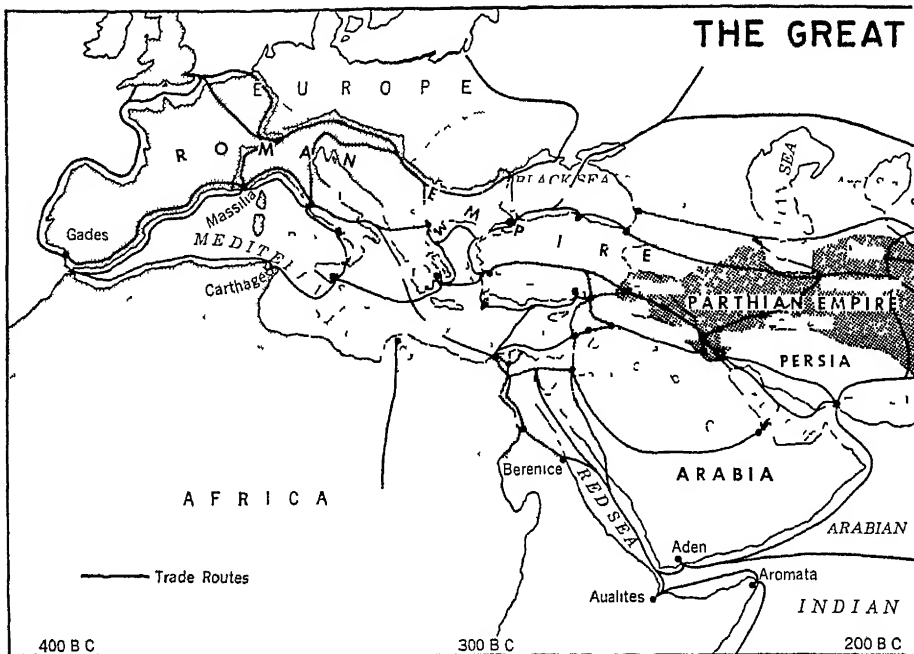 THE GREAT
EUROPE
ROMAN EMPIRE
BLACK SEA
SEA
Massilia
Gades
MEDITE
Carthage
PARTHIAN EMPIRE
PERSIA
Berenice
ARABIA
RED SEA
AFRICA
ARABIAN
Aden
Trade Routes
Aromata
Aualites
INDIAN
400 B C
300 B C
200 B C